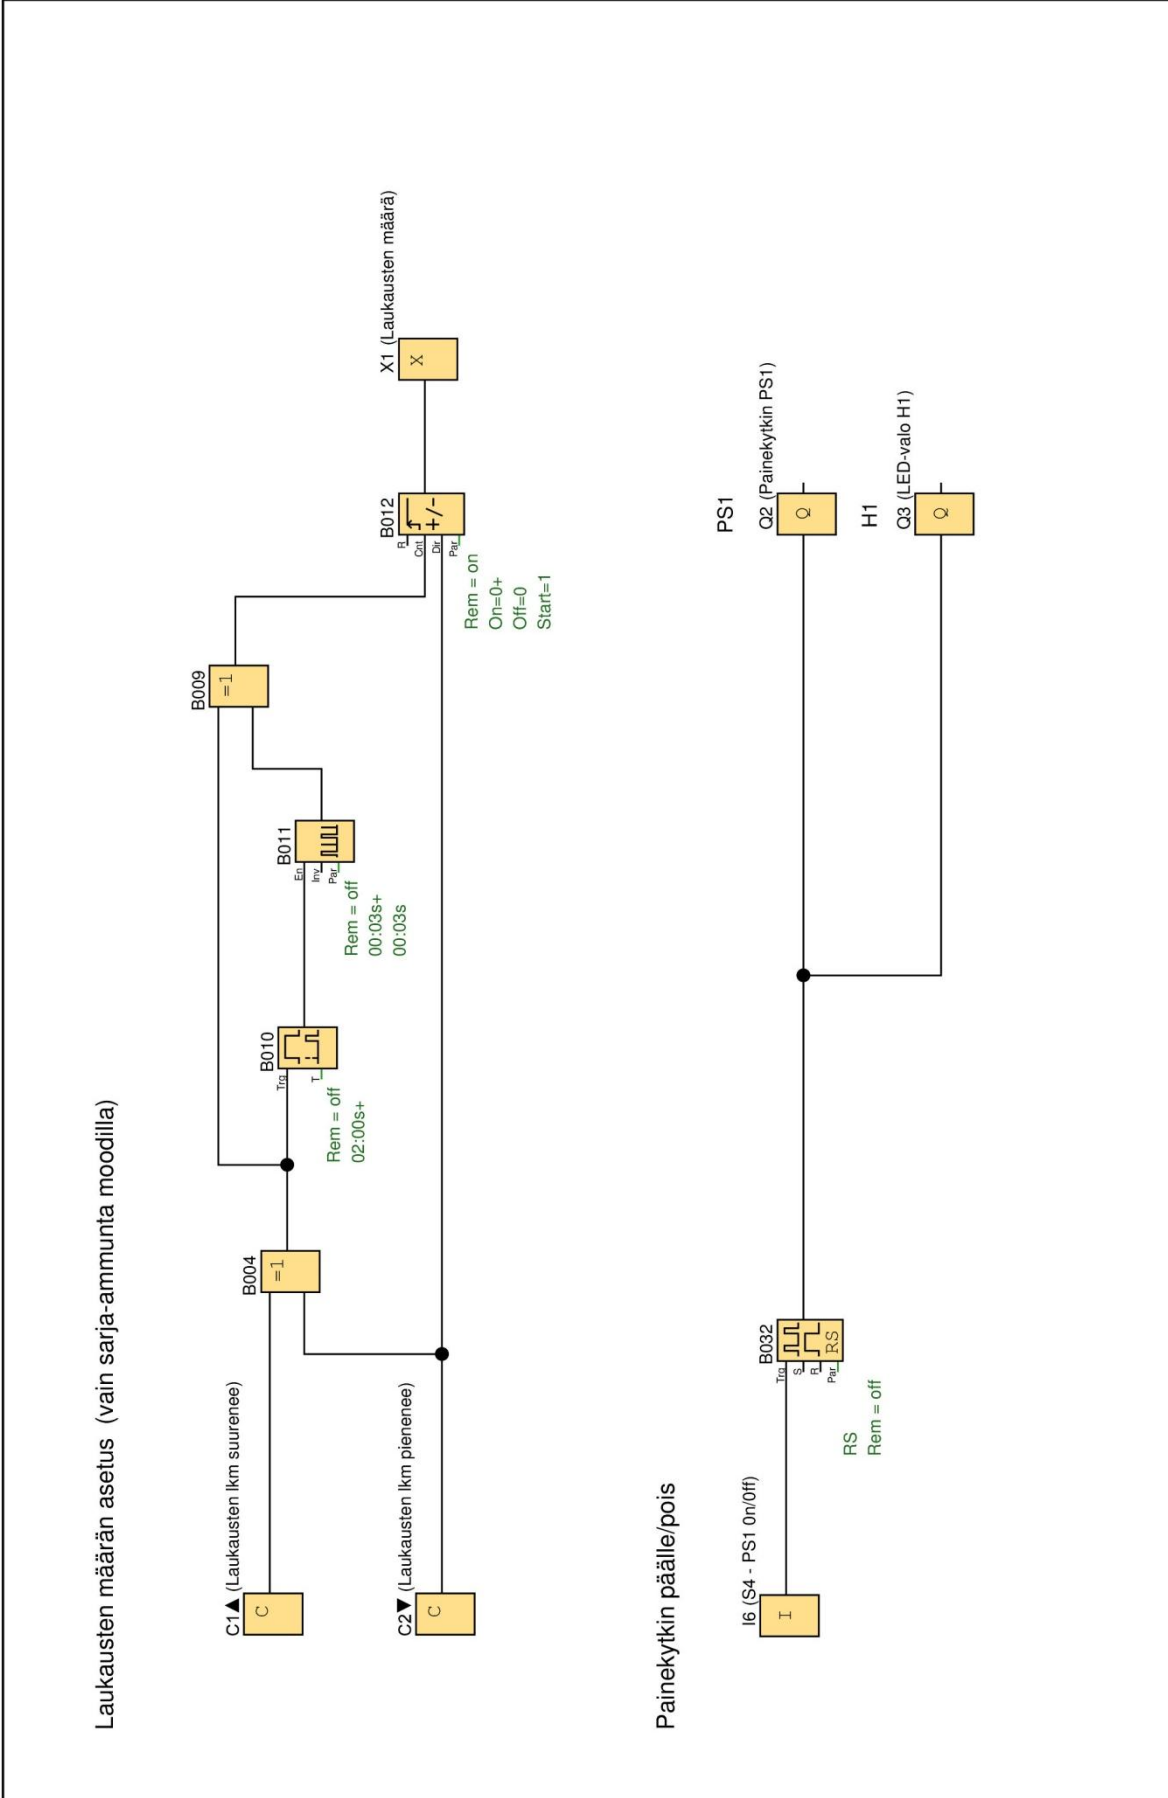 Laukausten määrän asetus (vain sarja-ammunta moodilla)
C1▲ (Laukausten lkm suurenee)
C
C2▼ (Laukausten lkm pienenee)
C
B004
=1
B010
Trg
T
Rem = off
02:00s+
B011
En
Inv
Par
Rem = off
00:03s+
00:03s
B009
=1
B012
R
Cnt
Dir
Par
+/-
Rem = on
On=0+
Off=0
Start=1
X1 (Laukausten määrä)
X
Painekytkin päälle/pois
I6 (S4 - PS1 0n/0ff)
I
B032
Trg
S
R
Par
RS
RS
Rem = off
PS1
Q2 (Painekytkin PS1)
Q
H1
Q3 (LED-valo H1)
Q